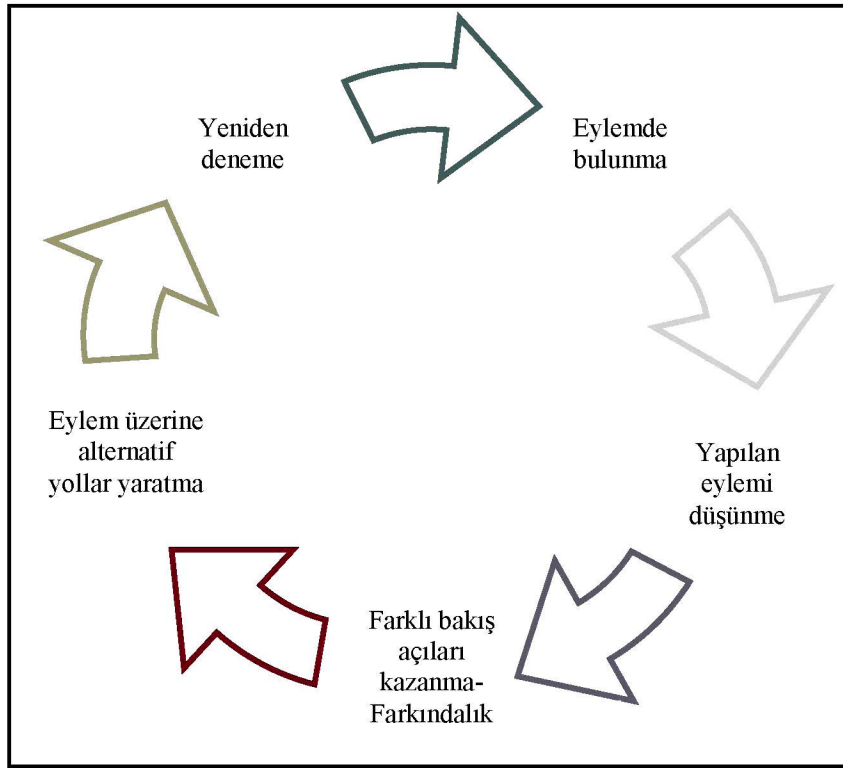 Yeniden
deneme
Eylemde
bulunma
Yapılan
eylemi
düşünme
Farklı bakış
açıları
kazanma-
Farkındalık
Eylem üzerine
alternatif
yollar yaratma